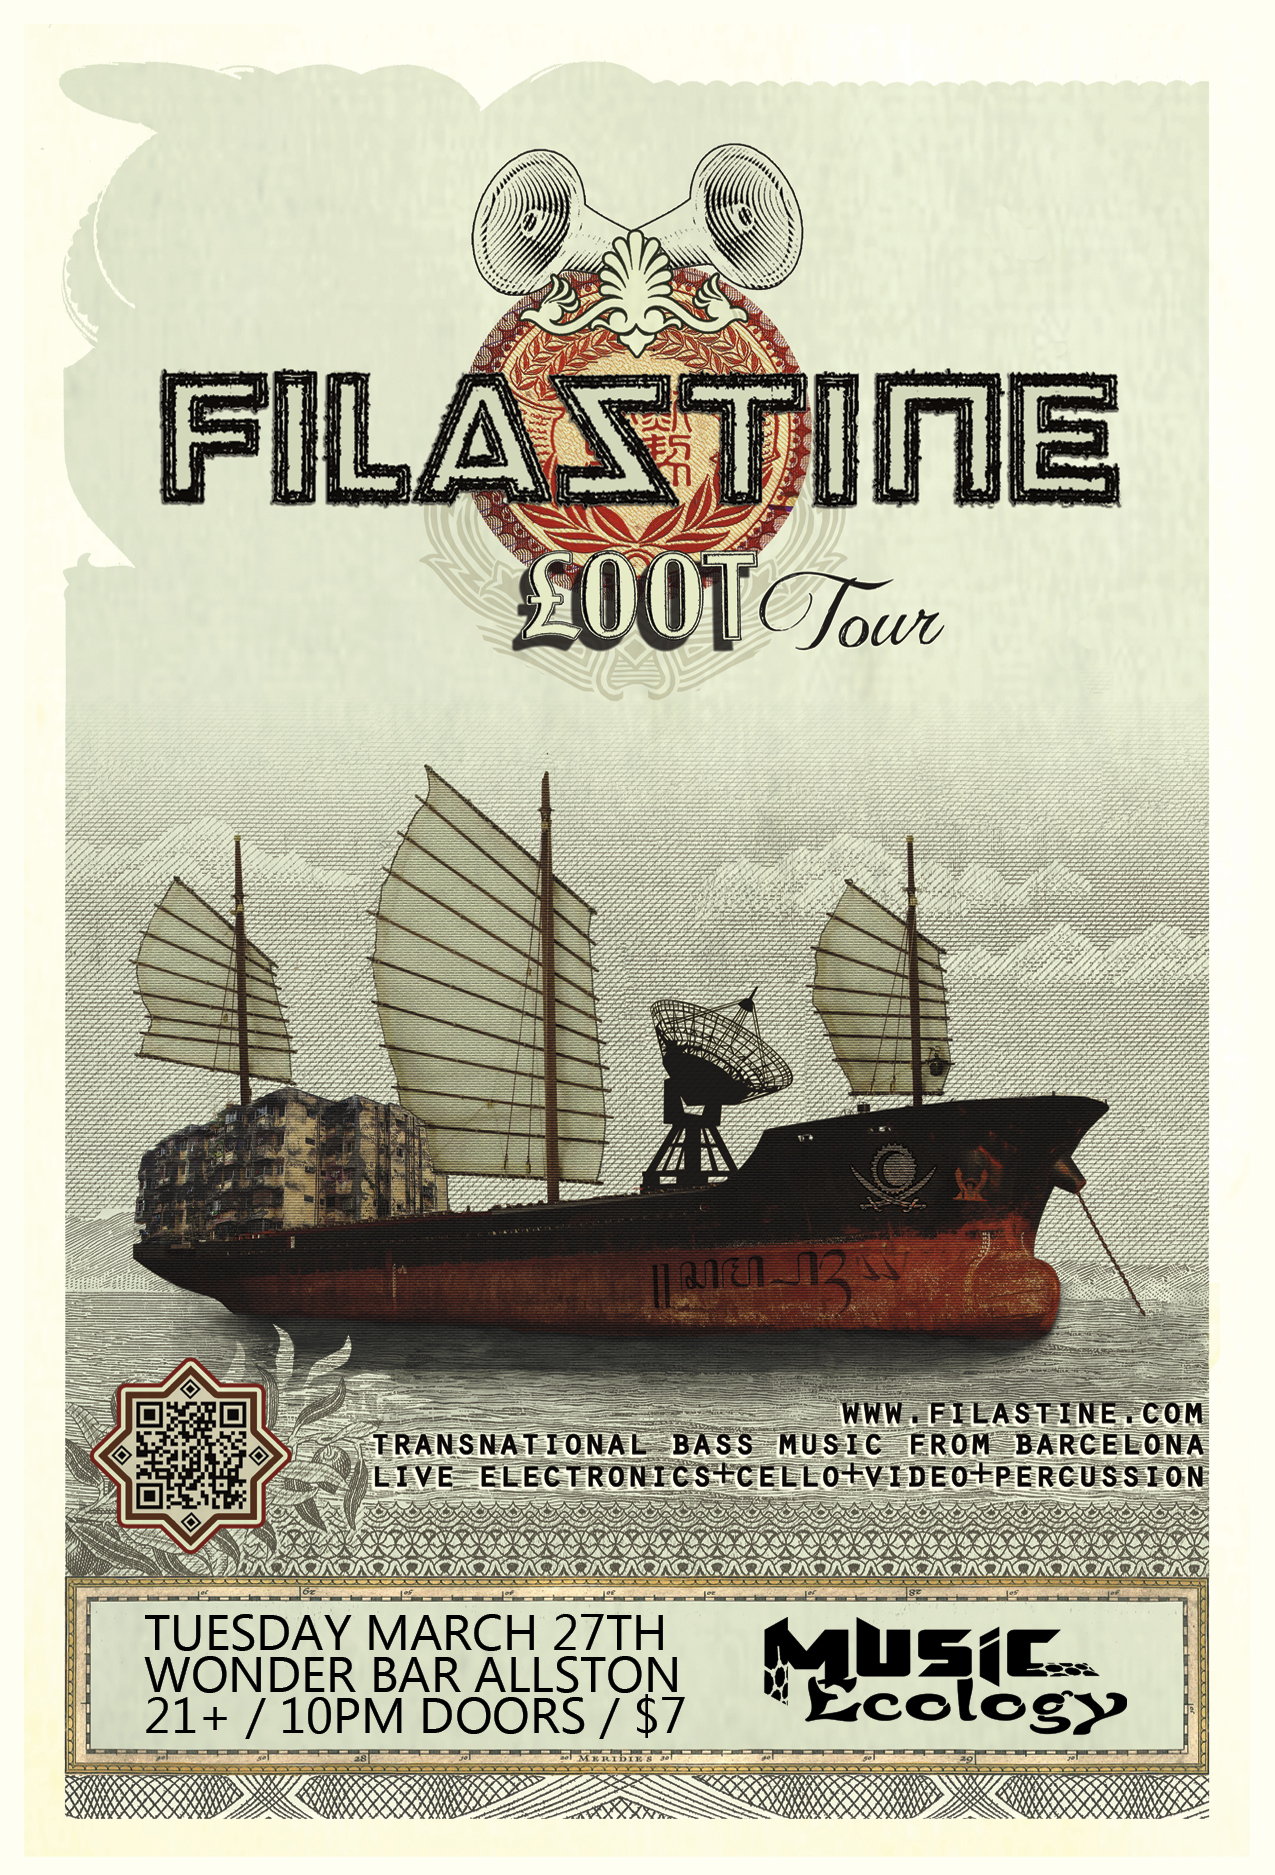 FILASTINE
£OOT Tour
WWW.FILASTINE.COM
TRANSNATIONAL BASS MUSIC FROM BARCELONA
LIVE ELECTRONICS+CELLO+VIDEO+PERCUSSION
TUESDAY MARCH 27TH
WONDER BAR ALLSTON
21+ / 10PM DOORS / $7
MUSIC
Ecology
MERIDIES